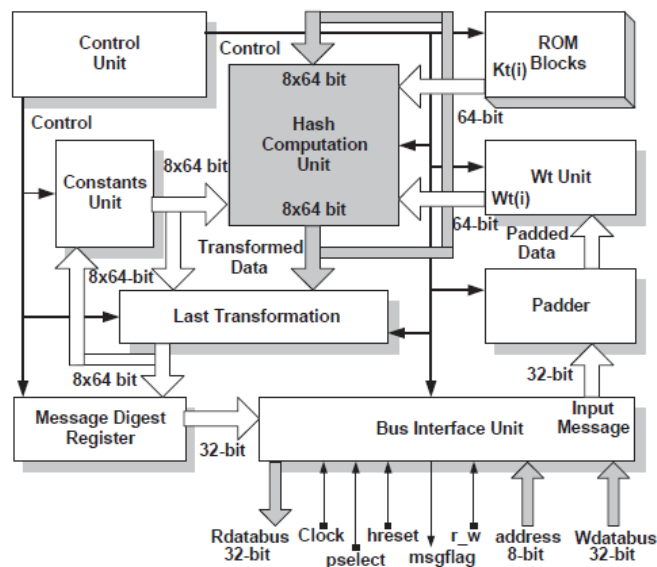 Control
Unit
Control
ROM
Blocks
Kt(i)
8x64 bit
64-bit
Hash
Computation
Unit
Control
8x64 bit
Constants
Unit
Wt Unit
Wt(i)
8x64 bit
64-bit
Transformed
Data
Padded
Data
8x64-bit
Last Transformation
Padder
8x64 bit
32-bit
Message Digest
Register
32-bit
Input
Message
Bus Interface Unit
Rdatabus
32-bit
Clock
pselect
hreset
msgflag
r_w
address
8-bit
Wdatabus
32-bit